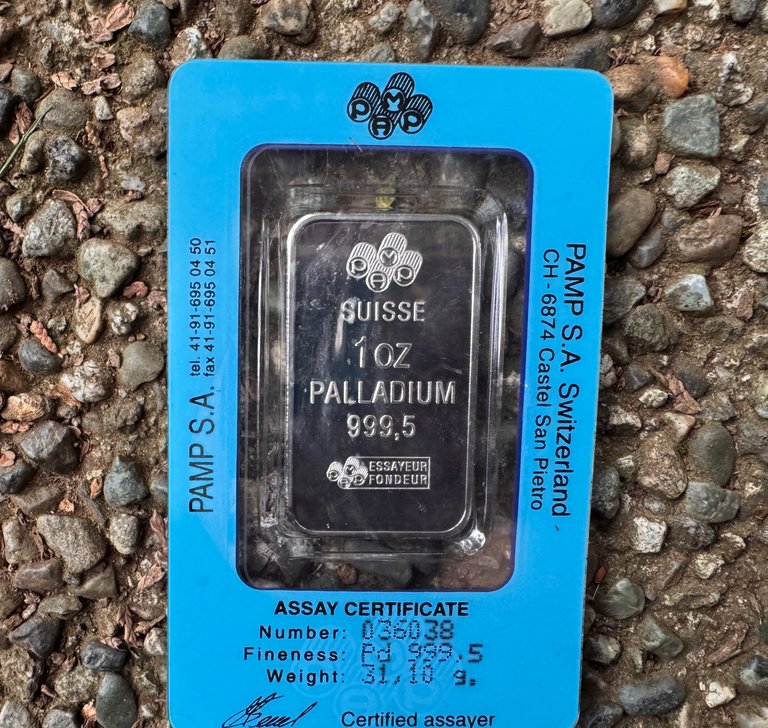 PAMP
PAMP
SUISSE
1 OZ
PALLADIUM
999,5
PAMP
ESSAYEUR
FONDEUR
PAMP S.A. tel. 41-91-695 04 50
fax 41-91-695 04 51
PAMP S.A. Switzerland
CH - 6874 Castel San Pietro
ASSAY CERTIFICATE
Number: 036038
Fineness: Pd 999,5
Weight: 31,10 g.
Certified assayer